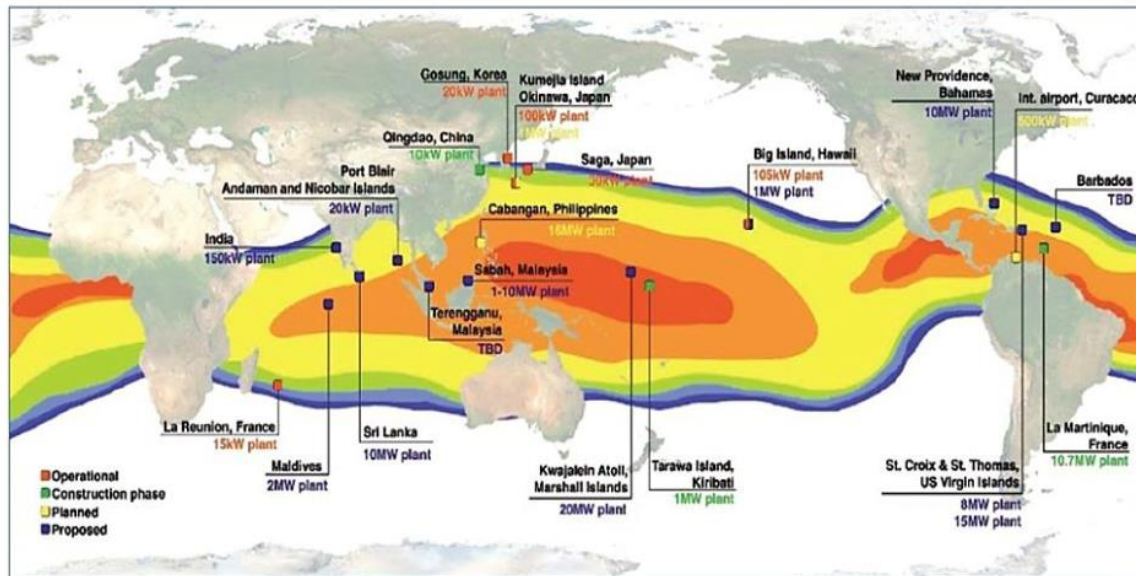 Gosung, Korea
20kW plant
Kumejia Island
Okinawa, Japan
100kW plant
1MW plant
Qingdao, China
10kW plant
Port Blair
Andaman and Nicobar Islands
20kW plant
India
150kW plant
Saga, Japan
30kW plant
Cabangan, Philippines
16MW plant
Sabah, Malaysia
1-10MW plant
Terengganu,
Malaysia
TBD
Big Island, Hawaii
105kW plant
1MW plant
New Providence,
Bahamas
10MW plant
Int. airport, Curacao
500kW plant
Barbados
TBD
La Reunion, France
15kW plant
Maldives
2MW plant
Sri Lanka
10MW plant
Kwajalein Atoll,
Marshall Islands
20MW plant
Tarawa Island,
Kiribati
1MW plant
St. Croix & St. Thomas,
US Virgin Islands
8MW plant
15MW plant
La Martinique,
France
10.7MW plant
Operational
Construction phase
Planned
Proposed